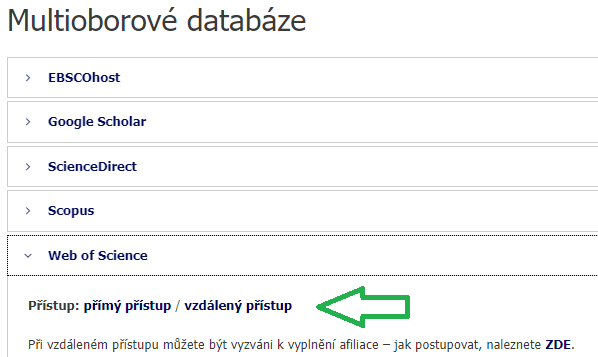 Multioborové databáze
EBSCOhost
Google Scholar
ScienceDirect
Scopus
Web of Science
Přístup: přímý přístup / vzdálený přístup
Při vzdáleném přístupu můžete být vyzváni k vyplnění afiliace – jak postupovat, naleznete ZDE.